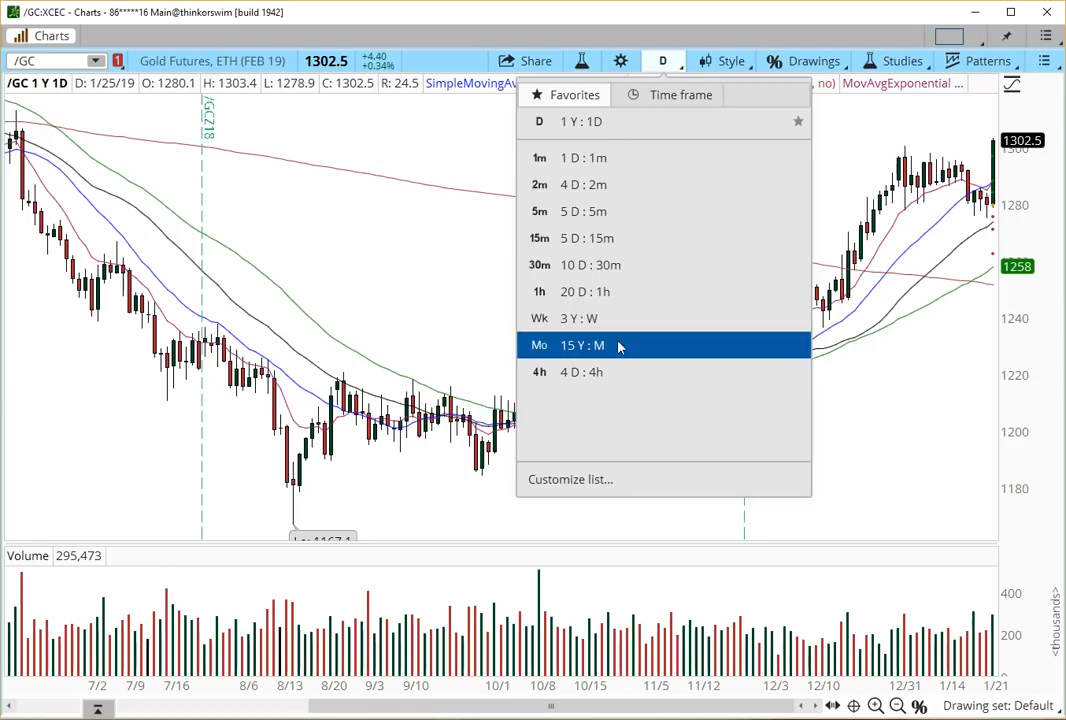 /GC:XCEC - Charts - 86*****16 Main@thinkorswim [build 1942]
Charts
/GC 1 Gold Futures, ETH (FEB 19) 1302.5 +4.40 +0.34% Share D Style Drawings Studies Patterns
/GC 1 Y 1D D: 1/25/19 O: 1280.1 H: 1303.4 L: 1278.9 C: 1302.5 R: 24.5 SimpleMovingAv no) MovAvgExponential ...
Favorites Time frame
/GCZ18
D 1 Y : 1D
1m 1 D : 1m
2m 4 D : 2m
5m 5 D : 5m
15m 5 D : 15m
30m 10 D : 30m
1h 20 D : 1h
Wk 3 Y : W
Mo 15 Y : M
4h 4 D : 4h
Customize list...
1302.5
1280
1258
1240
1220
1200
1180
Volume 295,473
400
200
<thousands>
7/2 7/9 7/16 8/6 8/13 8/20 9/3 9/10 10/1 10/8 10/15 11/5 11/12 12/3 12/10 12/31 1/14 1/21
Drawing set: Default